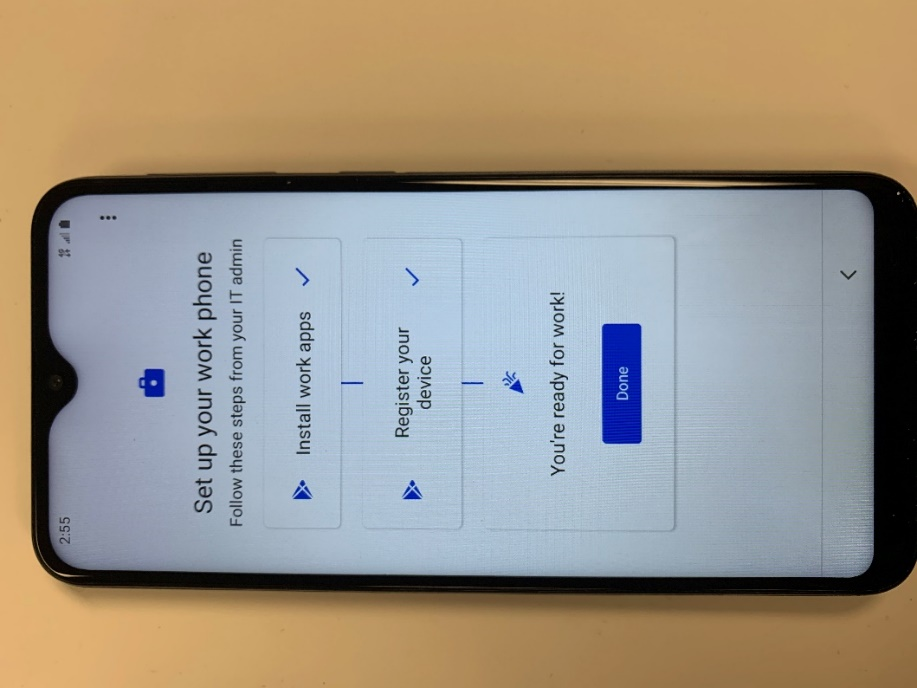 2:55
4G
Set up your work phone
Follow these steps from your IT admin
Install work apps
Register your
device
You're ready for work!
Done